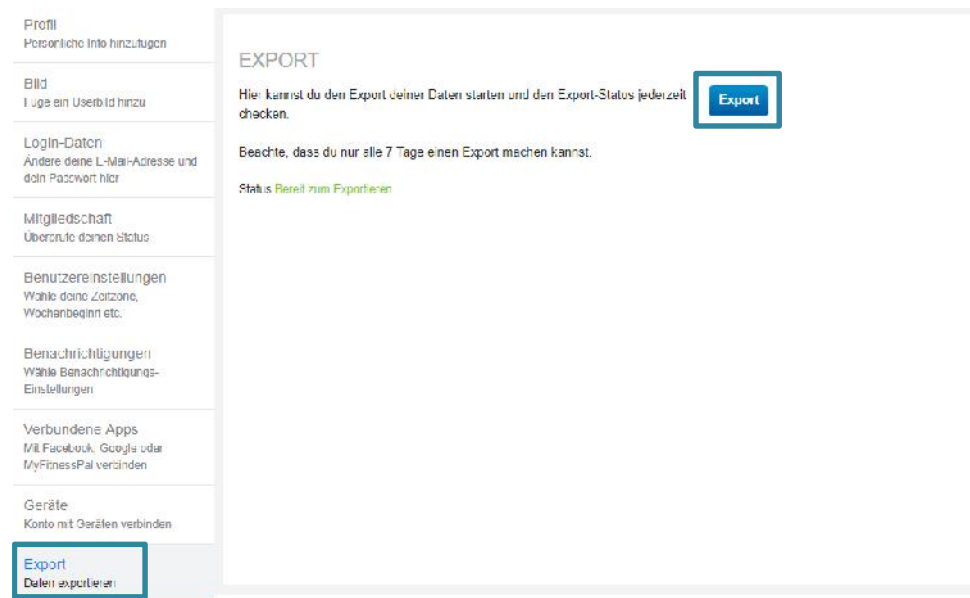 Profil
Persönliche Info hinzufügen
Bild
Füge ein Userbild hinzu
Login-Daten
Ändere deine E-Mail-Adresse und
dein Passwort hier
Mitgliedschaft
Überprüfe deinen Status
Benutzereinstellungen
Wähle deine Zeitzone,
Wochenbeginn etc.
Benachrichtigungen
Wähle Benachrichtigungs-
Einstellungen
Verbundene Apps
Mit Facebook, Google oder
MyFitnessPal verbinden
Geräte
Konto mit Geräten verbinden
Export
Daten exportieren
EXPORT
Hier kannst du den Export deiner Daten starten und den Export-Status jederzeit
checken.
Export
Beachte, dass du nur alle 7 Tage einen Export machen kannst.
Status Bereit zum Exportieren